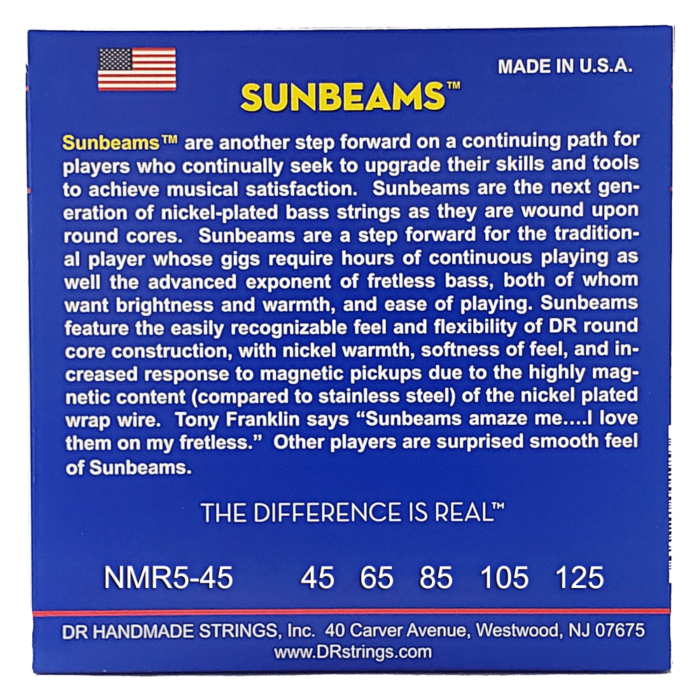 MADE IN U.S.A.
SUNBEAMS™
Sunbeams™ are another step forward on a continuing path for
players who continually seek to upgrade their skills and tools
to achieve musical satisfaction. Sunbeams are the next gen-
eration of nickel-plated bass strings as they are wound upon
round cores. Sunbeams are a step forward for the tradition-
al player whose gigs require hours of continuous playing as
well the advanced exponent of fretless bass, both of whom
want brightness and warmth, and ease of playing. Sunbeams
feature the easily recognizable feel and flexibility of DR round
core construction, with nickel warmth, softness of feel, and in-
creased response to magnetic pickups due to the highly mag-
netic content (compared to stainless steel) of the nickel plated
wrap wire. Tony Franklin says “Sunbeams amaze me....I love
them on my fretless.” Other players are surprised smooth feel
of Sunbeams.
THE DIFFERENCE IS REAL™
NMR5-45 45 65 85 105 125
DR HANDMADE STRINGS, Inc. 40 Carver Avenue, Westwood, NJ 07675
www.DRstrings.com